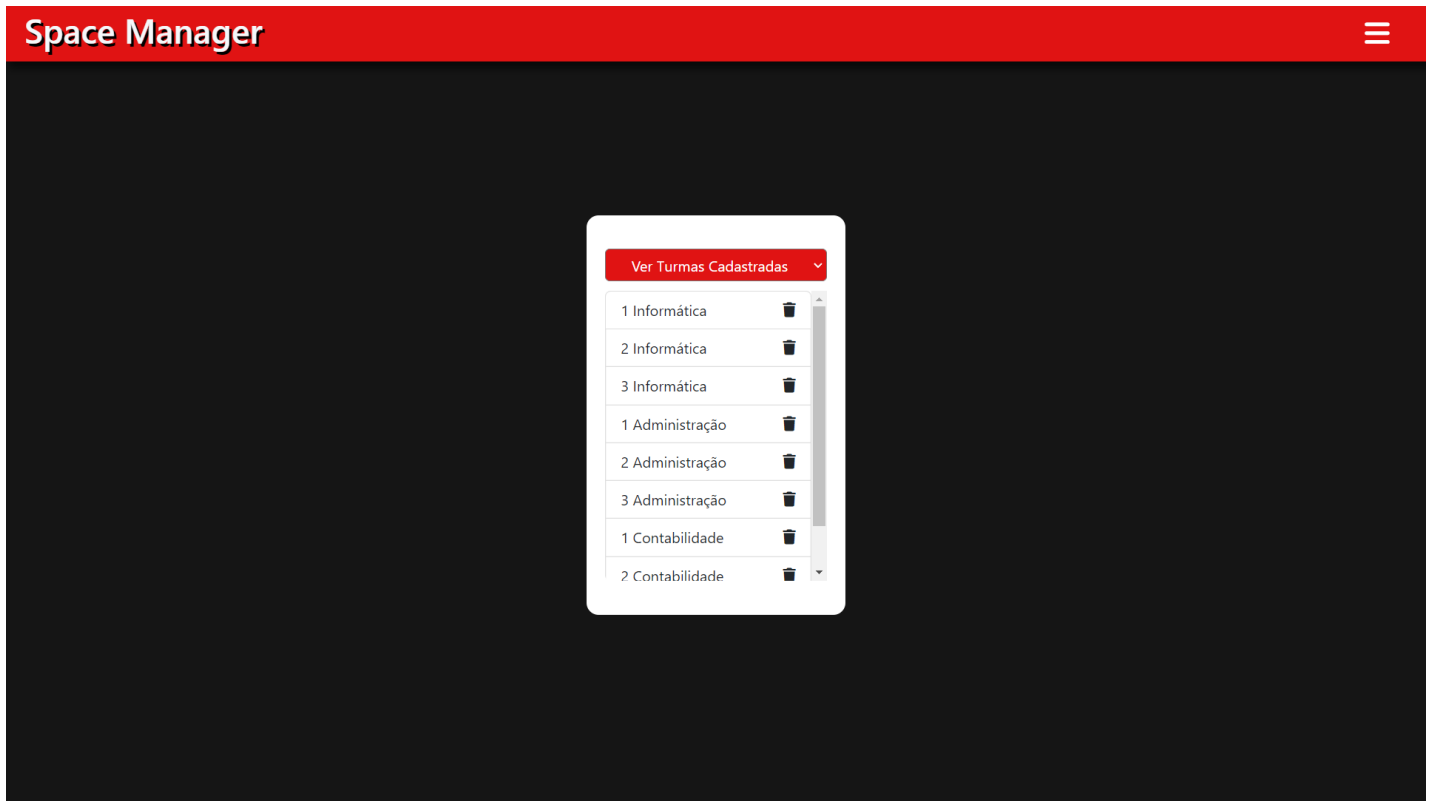 Space Manager
Ver Turmas Cadastradas
1 Informática
2 Informática
3 Informática
1 Administração
2 Administração
3 Administração
1 Contabilidade
2 Contabilidade